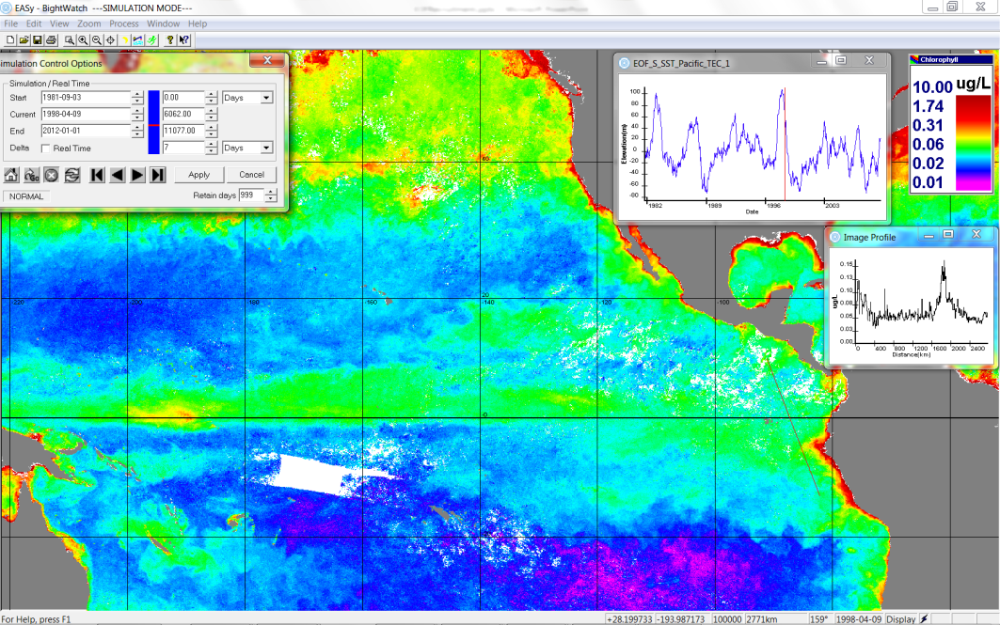 EASy - BightWatch ---SIMULATION MODE---
File Edit View Zoom Process Window Help
Simulation Control Options
Simulation / Real Time
Start 1981-09-03 0.00 Days
Current 1998-04-09 6062.00
End 2012-01-01 11077.00
Delta Real Time 7 Days
Go
Apply Cancel
NORMAL Retain days 999
EOF_S_SST_Pacific_TEC_1
Elevation(m)
100
80
60
40
20
0
-20
-40
-60
-80
1982 1989 1996 2003
Date
Chlorophyll
10.00 ug/L
1.74
0.31
0.06
0.02
0.01
Image Profile
ug/L
0.15
0.12
0.08
0.06
0.03
0.00
0 400 800 1200 1600 2000 2400
Distance(km)
40
220 200 180 160 20 -120 -100
0
For Help, press F1
+28.199733 -193.987173 100000 2771km 159° 1998-04-09 Display